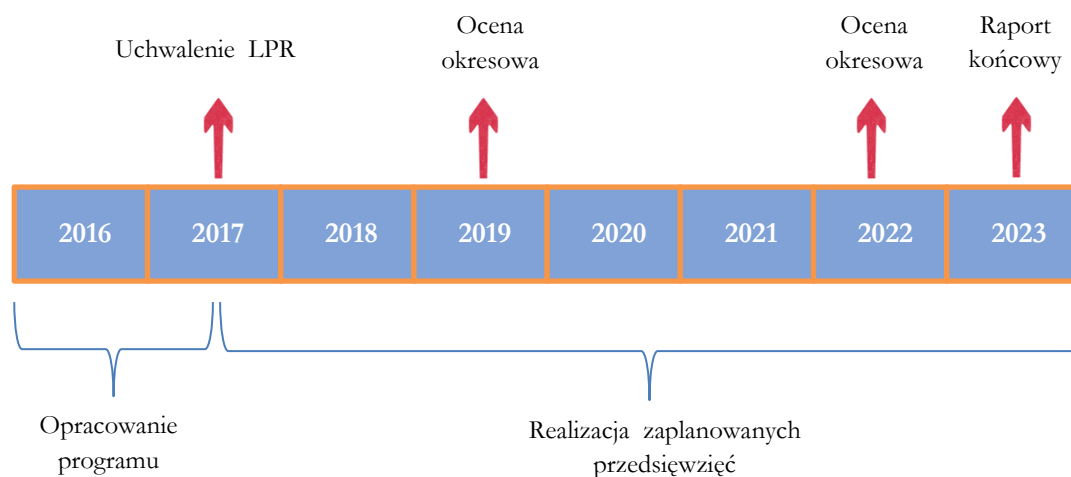 Uchwalenie LPR
Ocena
okresowa
Ocena
okresowa
Raport
końcowy
2016 2017 2018 2019 2020 2021 2022 2023
Opracowanie
programu
Realizacja zaplanowanych
przedsięwzięć